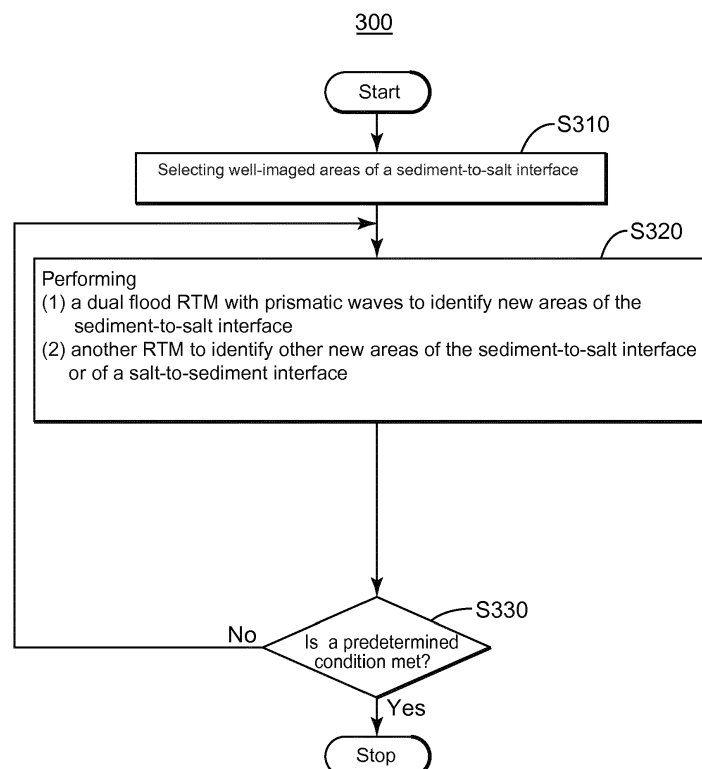 300
Start
S310
Selecting well-imaged areas of a sediment-to-salt interface
S320
Performing
(1) a dual flood RTM with prismatic waves to identify new areas of the
sediment-to-salt interface
(2) another RTM to identify other new areas of the sediment-to-salt interface
or of a salt-to-sediment interface
S330
No
Is a predetermined
condition met?
Yes
Stop